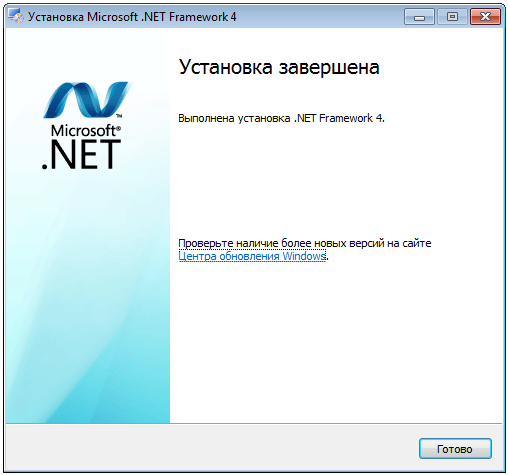 Установка Microsoft .NET Framework 4
Установка завершена
Microsoft®
.NET
™
Выполнена установка .NET Framework 4.
Проверьте наличие более новых версий на сайте
Центра обновления Windows.
Готово